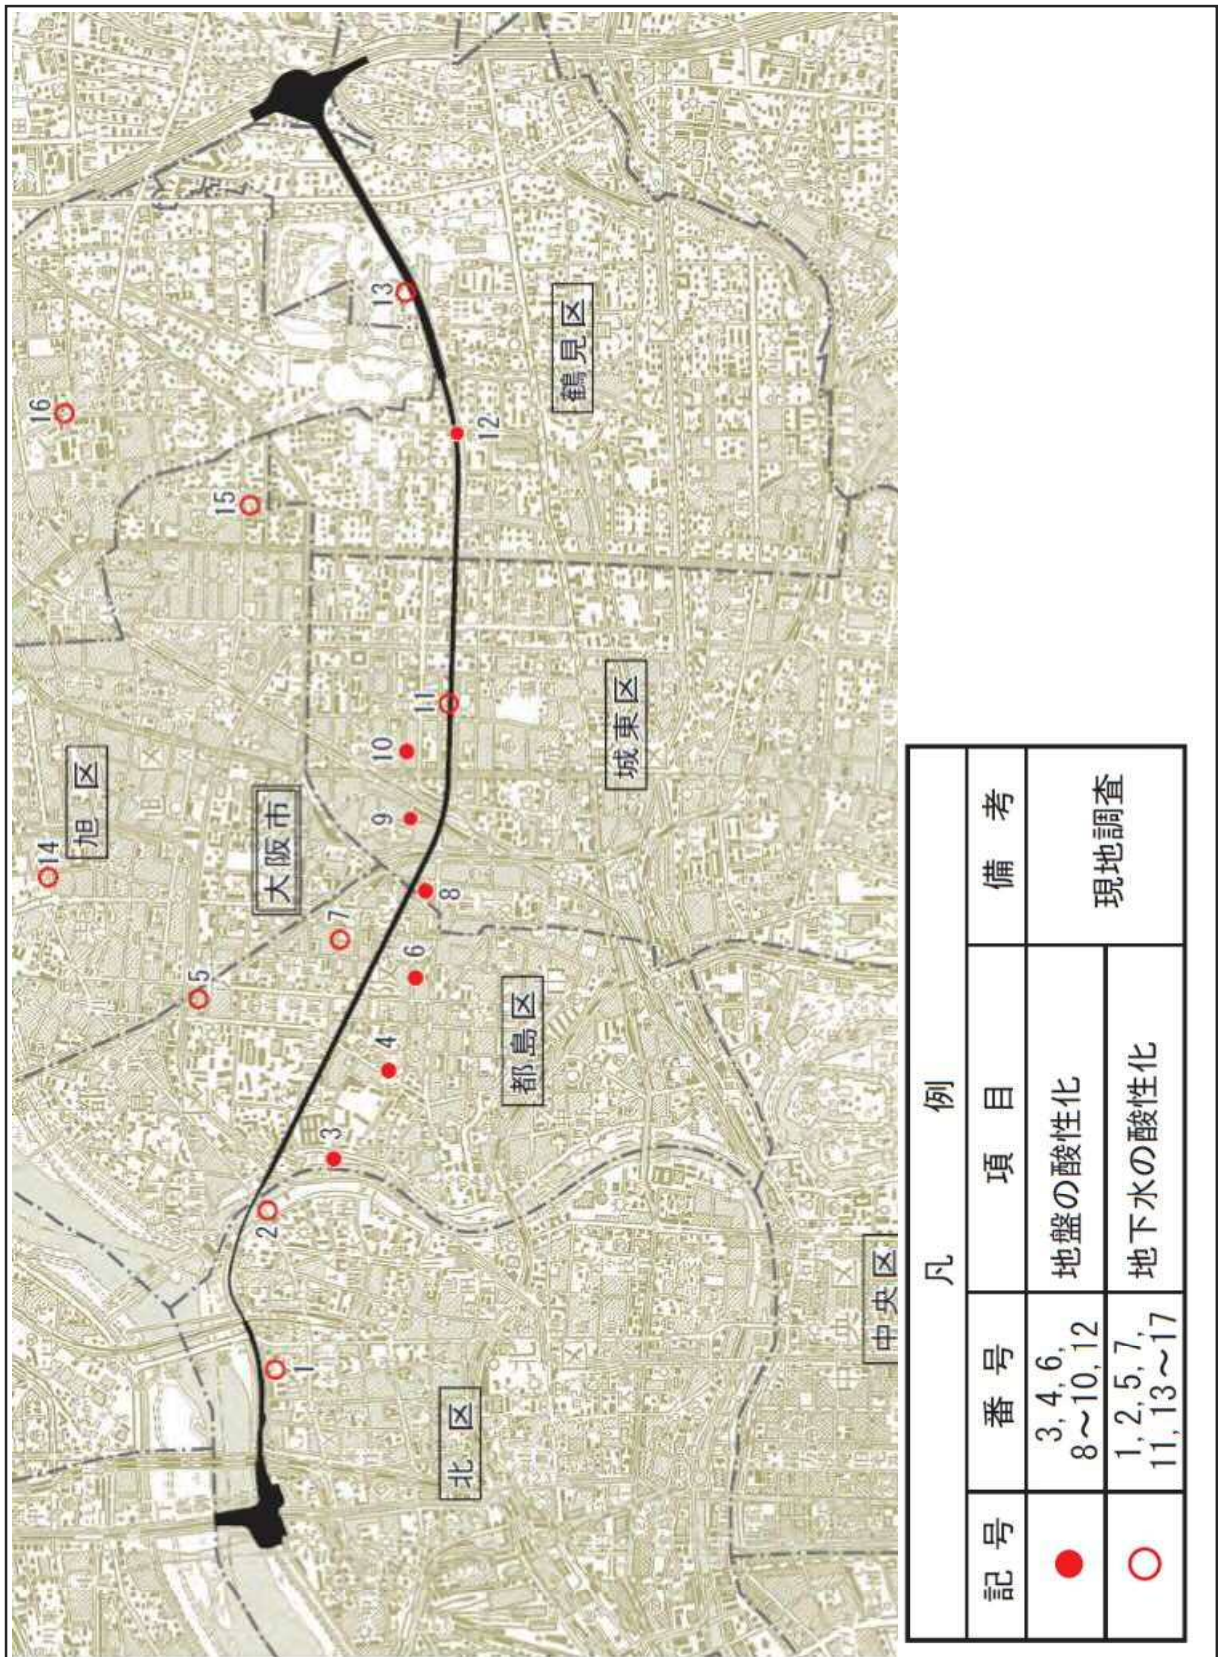 16
14
旭 区
15
5
大阪市
13
7
10
9
11
12
2
1
3
4
6
8
鶴見区
城東区
都島区
北 区
中央区
凡 例
記 号
番 号
項 目
備 考
3, 4, 6,
8～10, 12
地盤の酸性化
現地調査
1, 2, 5, 7,
11, 13～17
地下水の酸性化